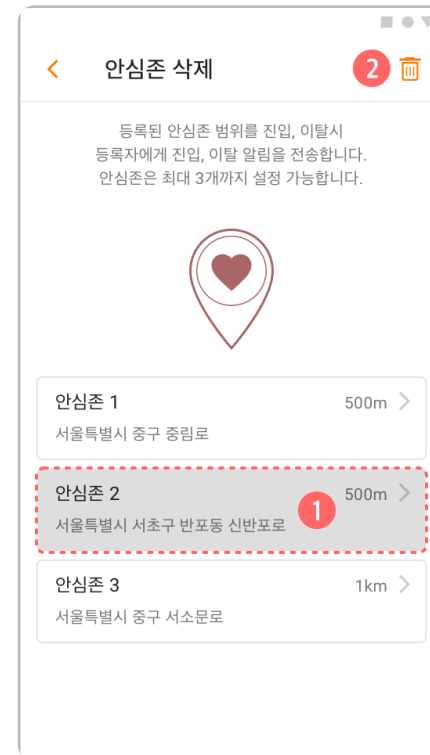 안심존 삭제
2
등록된 안심존 범위를 진입, 이탈시
등록자에게 진입, 이탈 알림을 전송합니다.
안심존은 최대 3개까지 설정 가능합니다.
안심존 1
500m
서울특별시 중구 중림로
안심존 2
500m
서울특별시 서초구 반포동 신반포로
1
안심존 3
1km
서울특별시 중구 서소문로